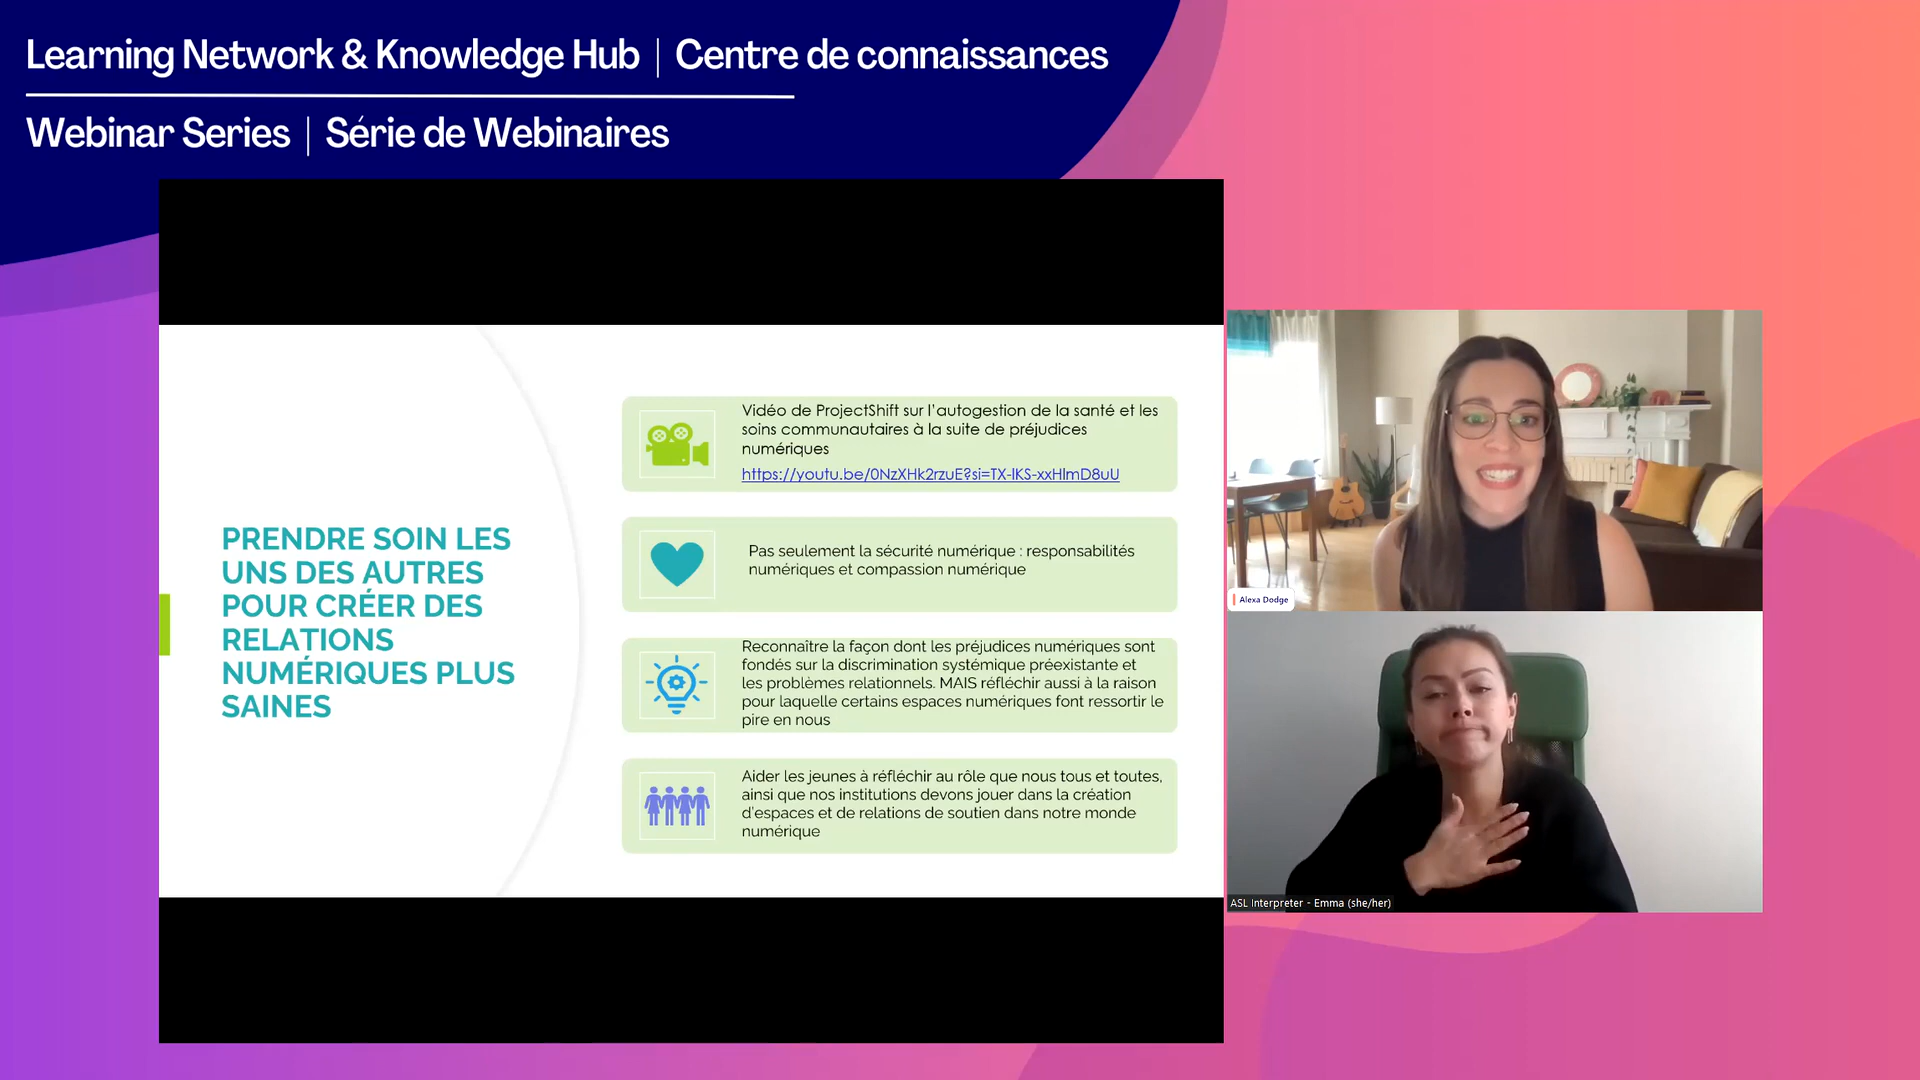 Learning Network & Knowledge Hub | Centre de connaissances
Webinar Series | Série de Webinaires
PRENDRE SOIN LES
UNS DES AUTRES
POUR CRÉER DES
RELATIONS
NUMÉRIQUES PLUS
SAINES
Vidéo de ProjectShift sur l'autogestion de la santé et les
soins communautaires à la suite de préjudices
numériques
https://youtu.be/0NzXHk2rzuE?si=TX-IKS-xxHlmD8uU
Pas seulement la sécurité numérique : responsabilités
numériques et compassion numérique
Reconnaître la façon dont les préjudices numériques sont
fondés sur la discrimination systémique préexistante et
les problèmes relationnels. MAIS réfléchir aussi à la raison
pour laquelle certains espaces numériques font ressortir le
pire en nous
Aider les jeunes à réfléchir au rôle que nous tous et toutes,
ainsi que nos institutions devons jouer dans la création
d'espaces et de relations de soutien dans notre monde
numérique
Alexa Dodge
ASL Interpreter - Emma (she/her)